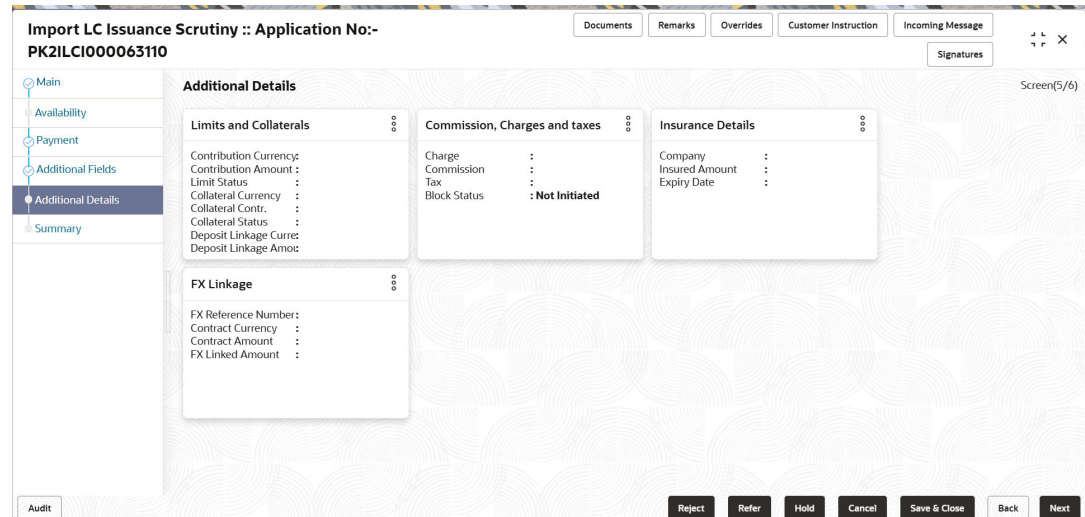 Import LC Issuance Scrutiny :: Application No:-
PK2ILCI000063110
Documents
Remarks
Overrides
Customer Instruction
Incoming Message
Signatures
Main
Availability
Payment
Additional Fields
Additional Details
Summary
Additional Details
Screen(5/6)
Limits and Collaterals
Contribution Currency:
Contribution Amount :
Limit Status :
Collateral Currency :
Collateral Contr. :
Collateral Status :
Deposit Linkage Curre:
Deposit Linkage Amou:
Commission, Charges and taxes
Charge :
Commission :
Tax :
Block Status : Not Initiated
Insurance Details
Company :
Insured Amount :
Expiry Date :
FX Linkage
FX Reference Number:
Contract Currency :
Contract Amount :
FX Linked Amount :
Audit
Reject
Refer
Hold
Cancel
Save & Close
Back
Next